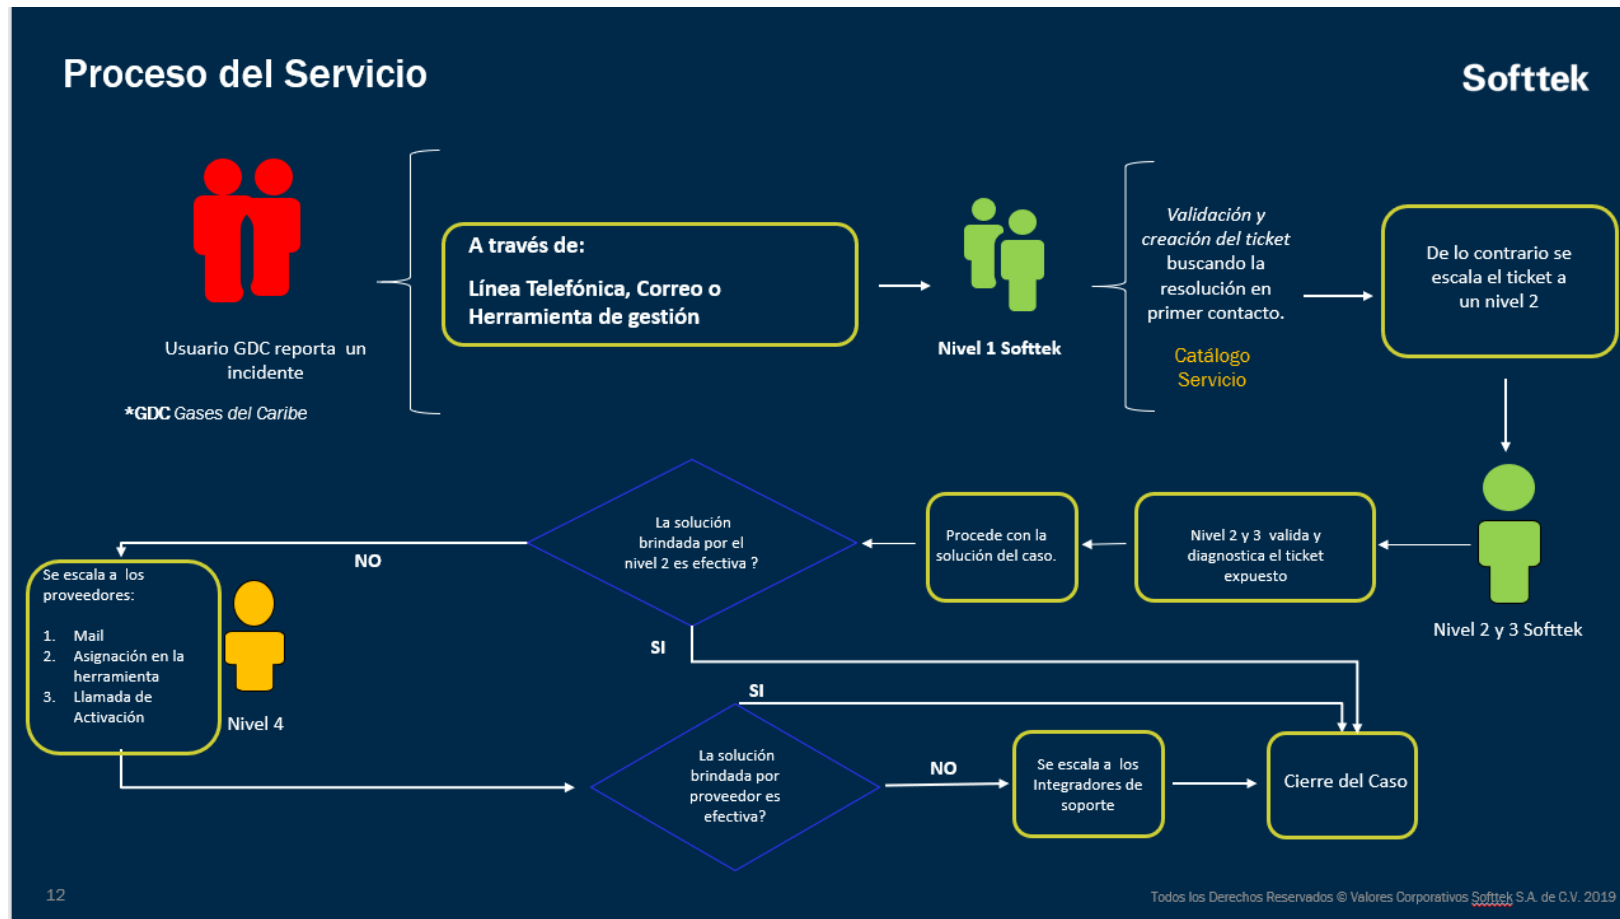 Proceso del Servicio
Softtek
Usuario GDC reporta un
incidente
*GDC Gases del Caribe
A través de:
Línea Telefónica, Correo o
Herramienta de gestión
Nivel 1 Softtek
Validación y
creación del ticket
buscando la
resolución en
primer contacto.
Catálogo
Servicio
De lo contrario se
escala el ticket a
un nivel 2
Nivel 2 y 3 Softtek
Nivel 2 y 3 valida y
diagnostica el ticket
expuesto
Procede con la
solución del caso.
La solución
brindada por el
nivel 2 es efectiva ?
NO
SI
Se escala a los
proveedores:
1. Mail
2. Asignación en la
herramienta
3. Llamada de
Activación
Nivel 4
La solución
brindada por
proveedor es
efectiva?
SI
NO
Se escala a los
Integradores de
soporte
Cierre del Caso
12
Todos los Derechos Reservados © Valores Corporativos Softtek S.A. de C.V. 2019